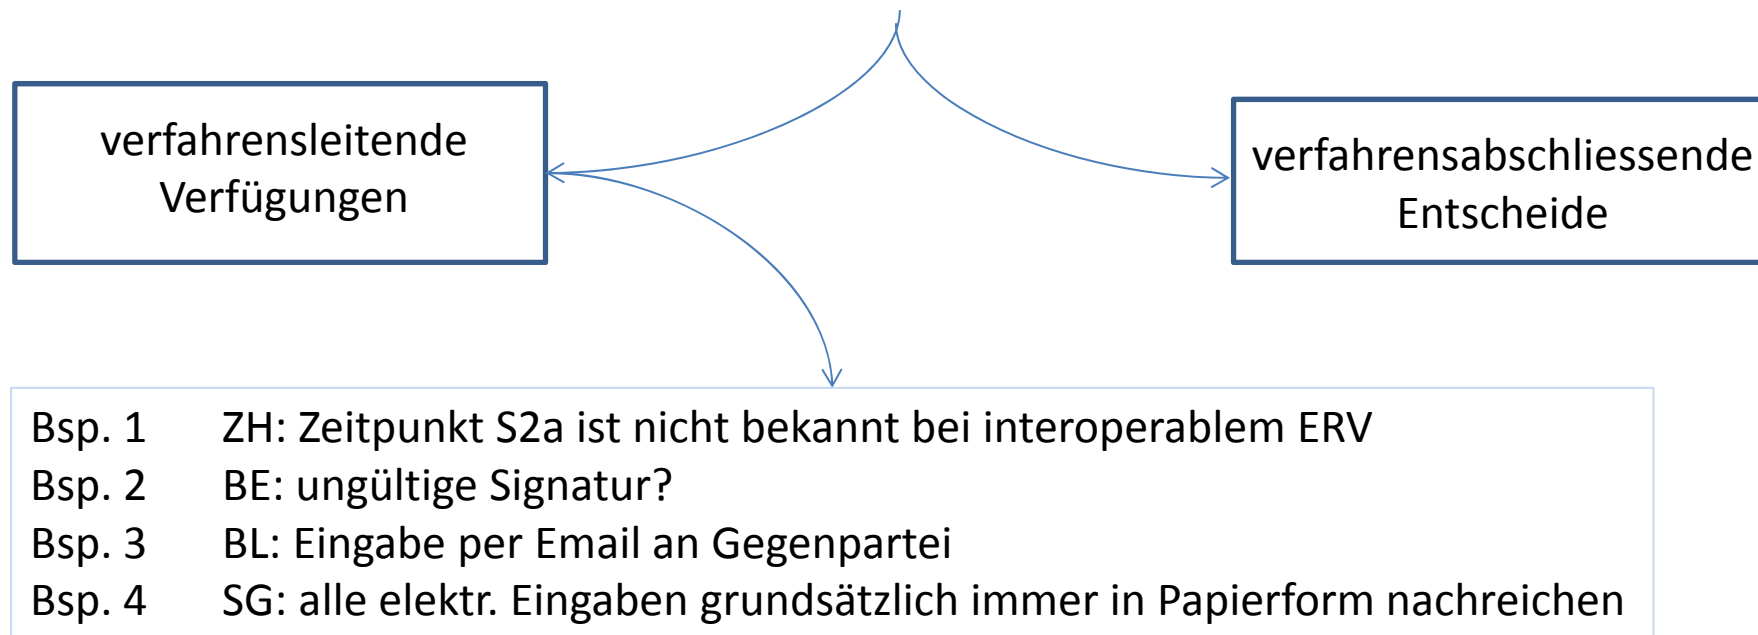 verfahrensleitende
Verfügungen
verfahrensabschliessende
Entscheide
Bsp. 1 ZH: Zeitpunkt S2a ist nicht bekannt bei interoperablem ERV
Bsp. 2 BE: ungültige Signatur?
Bsp. 3 BL: Eingabe per Email an Gegenpartei
Bsp. 4 SG: alle elektr. Eingaben grundsätzlich immer in Papierform nachreichen